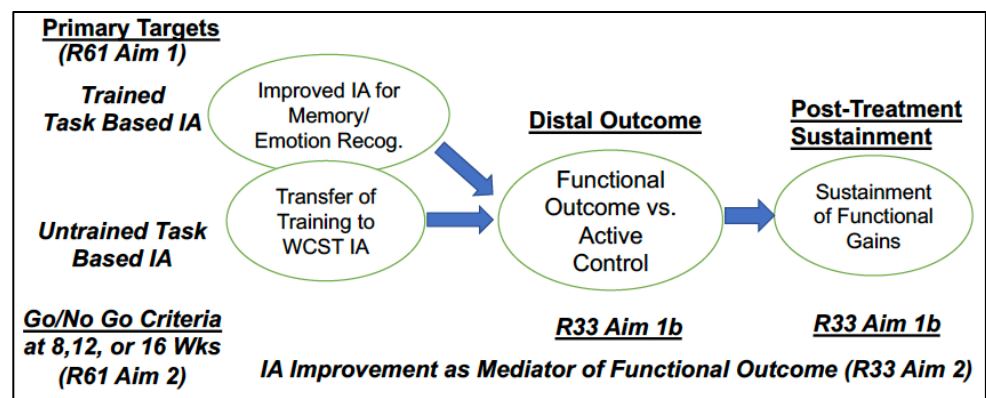 Primary Targets
(R61 Aim 1)
Trained
Task Based IA
Improved IA for
Memory/
Emotion Recog.
Transfer of
Training to
WCST IA
Untrained Task
Based IA
Go/No Go Criteria
at 8,12, or 16 Wks
(R61 Aim 2)
Distal Outcome
Functional
Outcome vs.
Active
Control
R33 Aim 1b
Post-Treatment
Sustainment
Sustainment
of Functional
Gains
R33 Aim 1b
IA Improvement as Mediator of Functional Outcome (R33 Aim 2)